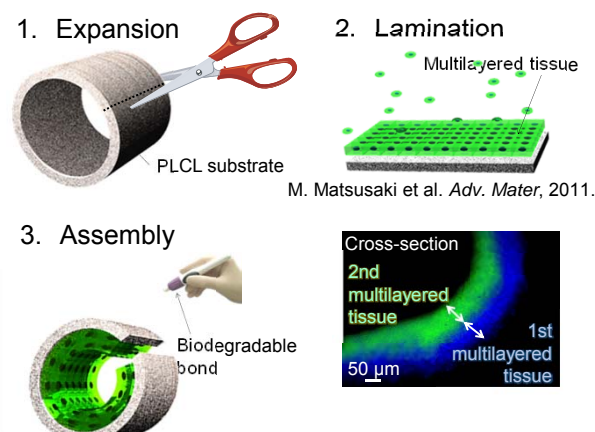 1. Expansion
PLCL substrate
2. Lamination
Multilayered tissue
M. Matsusaki et al. Adv. Mater, 2011.
3. Assembly
Biodegradable
bond
Cross-section
2nd
multilayered
tissue
1st
multilayered
tissue
50 μm